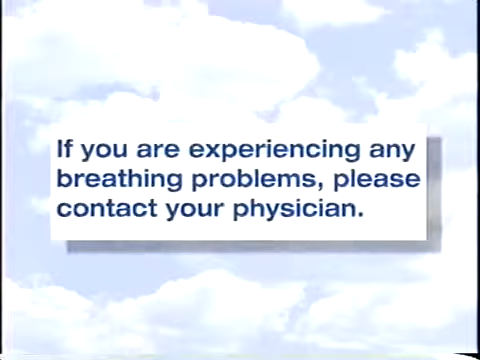 If you are experiencing any
breathing problems, please
contact your physician.